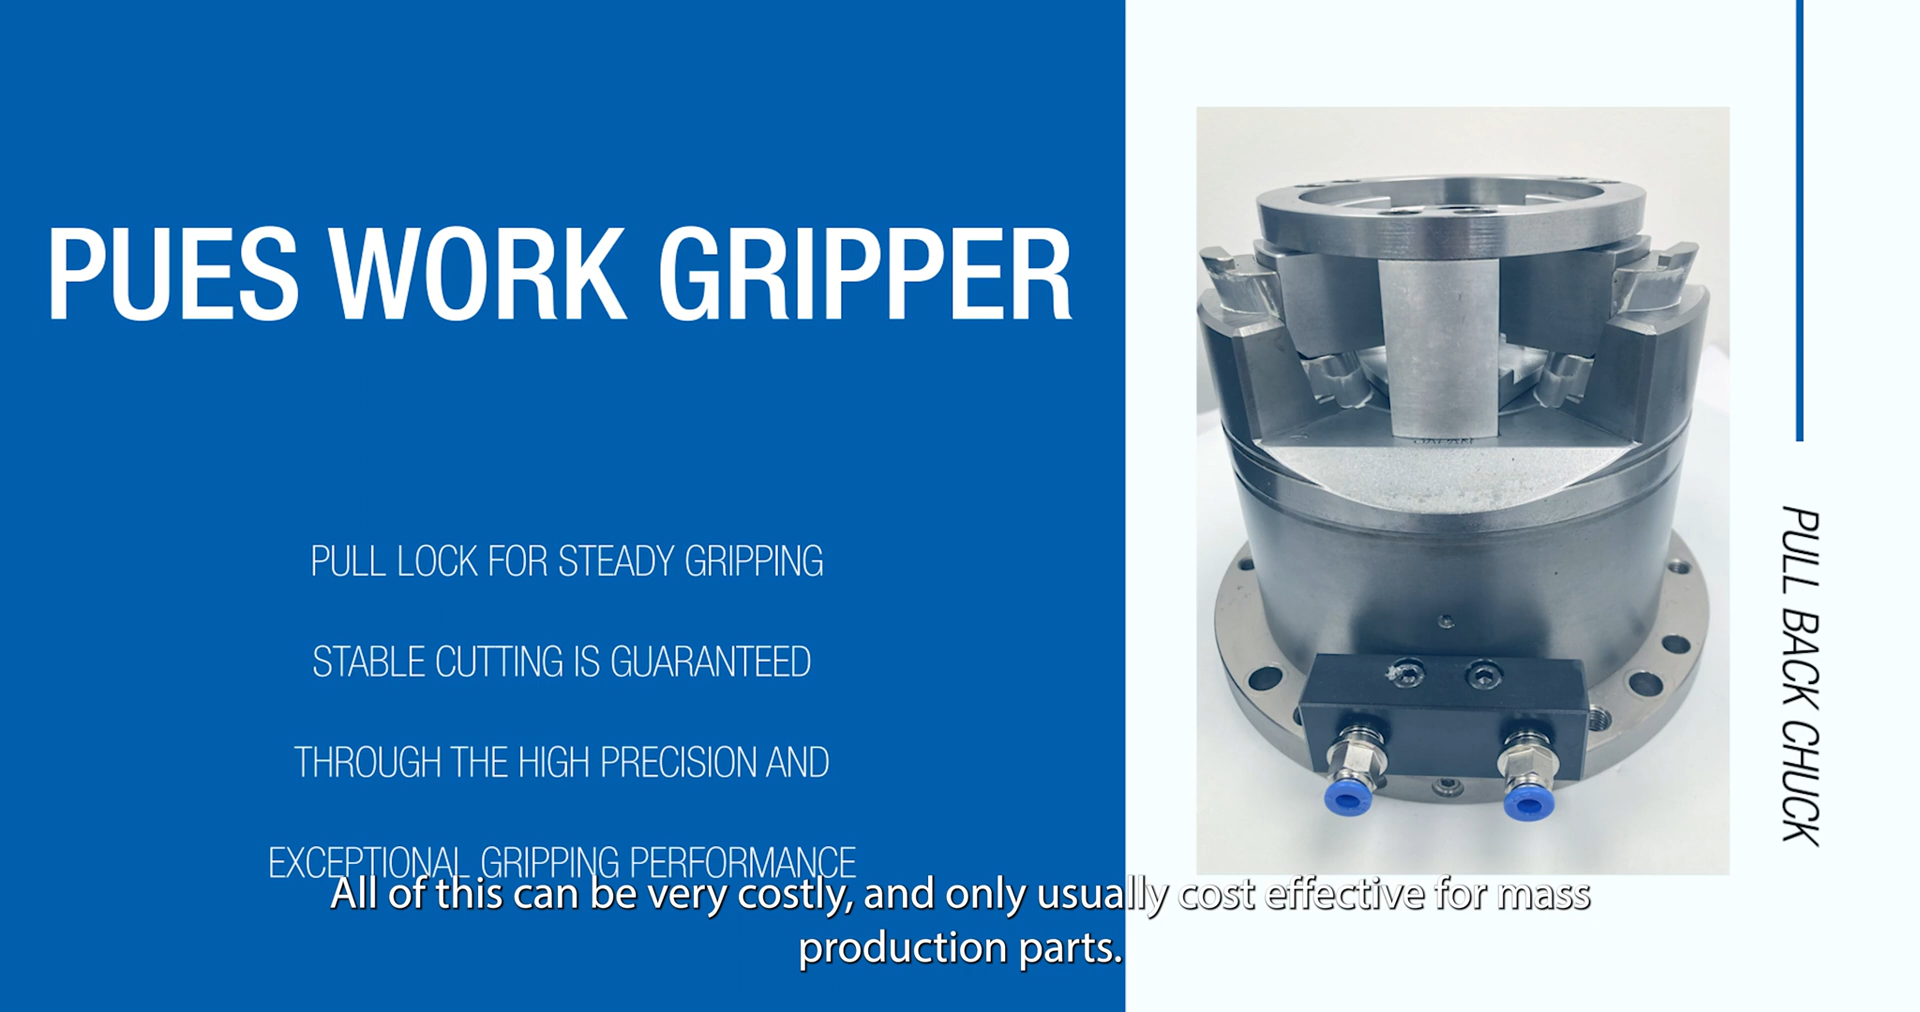 PUES WORK GRIPPER
PULL LOCK FOR STEADY GRIPPING
STABLE CUTTING IS GUARANTEED
THROUGH THE HIGH PRECISION AND
EXCEPTIONAL GRIPPING PERFORMANCE
PULL BACK CHUCK
All of this can be very costly, and only usually cost effective for mass
production parts.